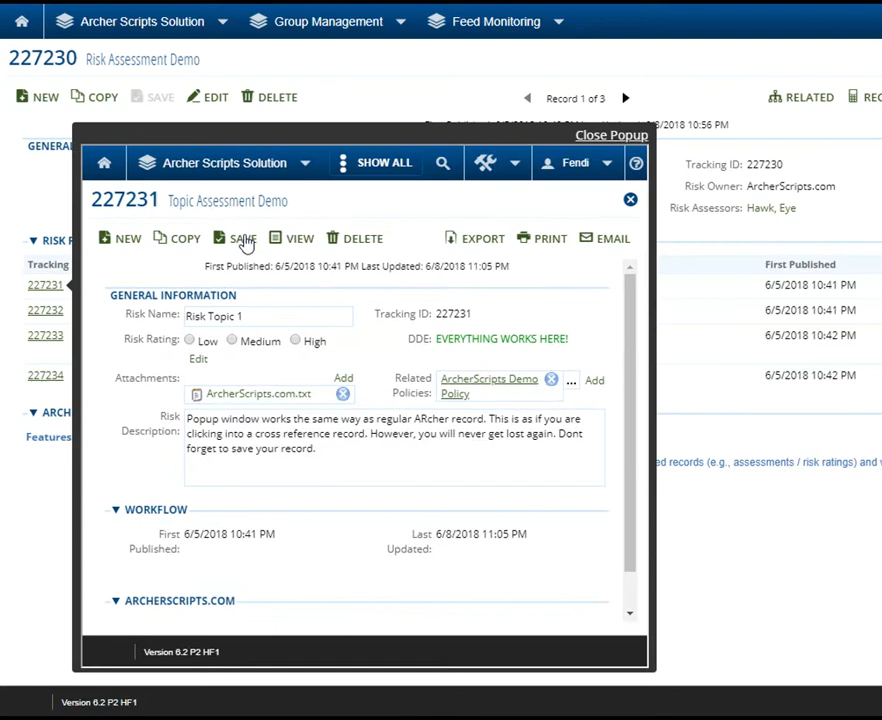 Archer Scripts Solution Group Management Feed Monitoring
227230 Risk Assessment Demo
NEW COPY SAVE EDIT DELETE Record 1 of 3 RELATED
8/2018 10:56 PM
Close Popup
Archer Scripts Solution SHOW ALL Fendi
GENERAL
Tracking ID: 227230
Risk Owner: ArcherScripts.com
Risk Assessors: Hawk, Eye
227231 Topic Assessment Demo
NEW COPY SAVE VIEW DELETE EXPORT PRINT EMAIL
First Published: 6/5/2018 10:41 PM Last Updated: 6/8/2018 11:05 PM
RISK
Tracking First Published
227231 6/5/2018 10:41 PM
227232 6/5/2018 10:41 PM
227233 6/5/2018 10:42 PM
227234 6/5/2018 10:42 PM
GENERAL INFORMATION
Risk Name: Risk Topic 1 Tracking ID: 227231
Risk Rating: Low Medium High DDE: EVERYTHING WORKS HERE!
Edit
Attachments: Add Related Policies: ArcherScripts Demo Policy ... Add
ArcherScripts.com.txt
Risk Description: Popup window works the same way as regular ARcher record. This is as if you are
clicking into a cross reference record. However, you will never get lost again. Dont
forget to save your record.
ARCH
Features
ed records (e.g., assessments / risk ratings) and
WORKFLOW
First Published: 6/5/2018 10:41 PM Last Updated: 6/8/2018 11:05 PM
ARCHERSCRIPTS.COM
Version 6.2 P2 HF1
Version 6.2 P2 HF1